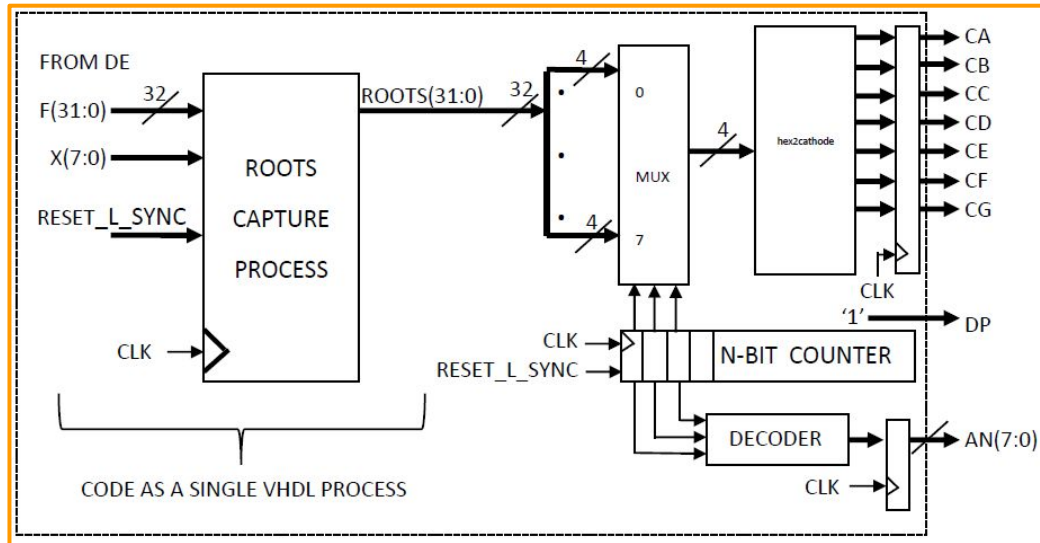 FROM DE
F(31:0)
32
X(7:0)
RESET_L_SYNC
CLK
ROOTS
CAPTURE
PROCESS
ROOTS(31:0)
32
4
4
0
MUX
7
4
hex2cathode
CA
CB
CC
CD
CE
CF
CG
CLK
‘1’
DP
CLK
RESET_L_SYNC
N-BIT COUNTER
DECODER
CLK
AN(7:0)
CODE AS A SINGLE VHDL PROCESS